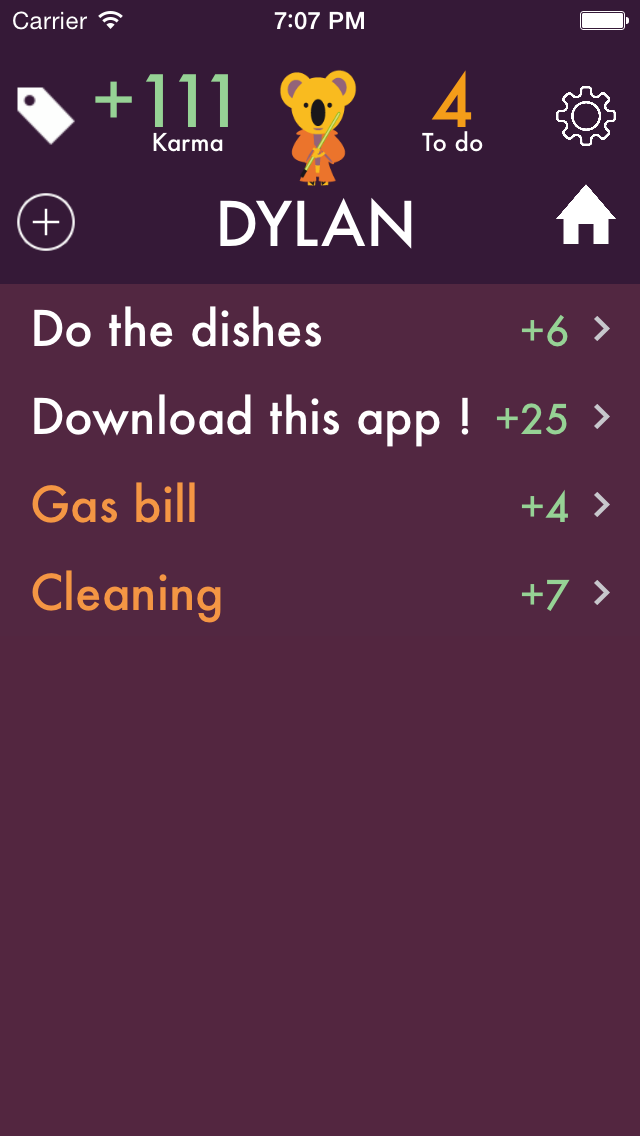 Carrier 7:07 PM
+111 4
Karma To do
DYLAN
Do the dishes +6
Download this app ! +25
Gas bill +4
Cleaning +7